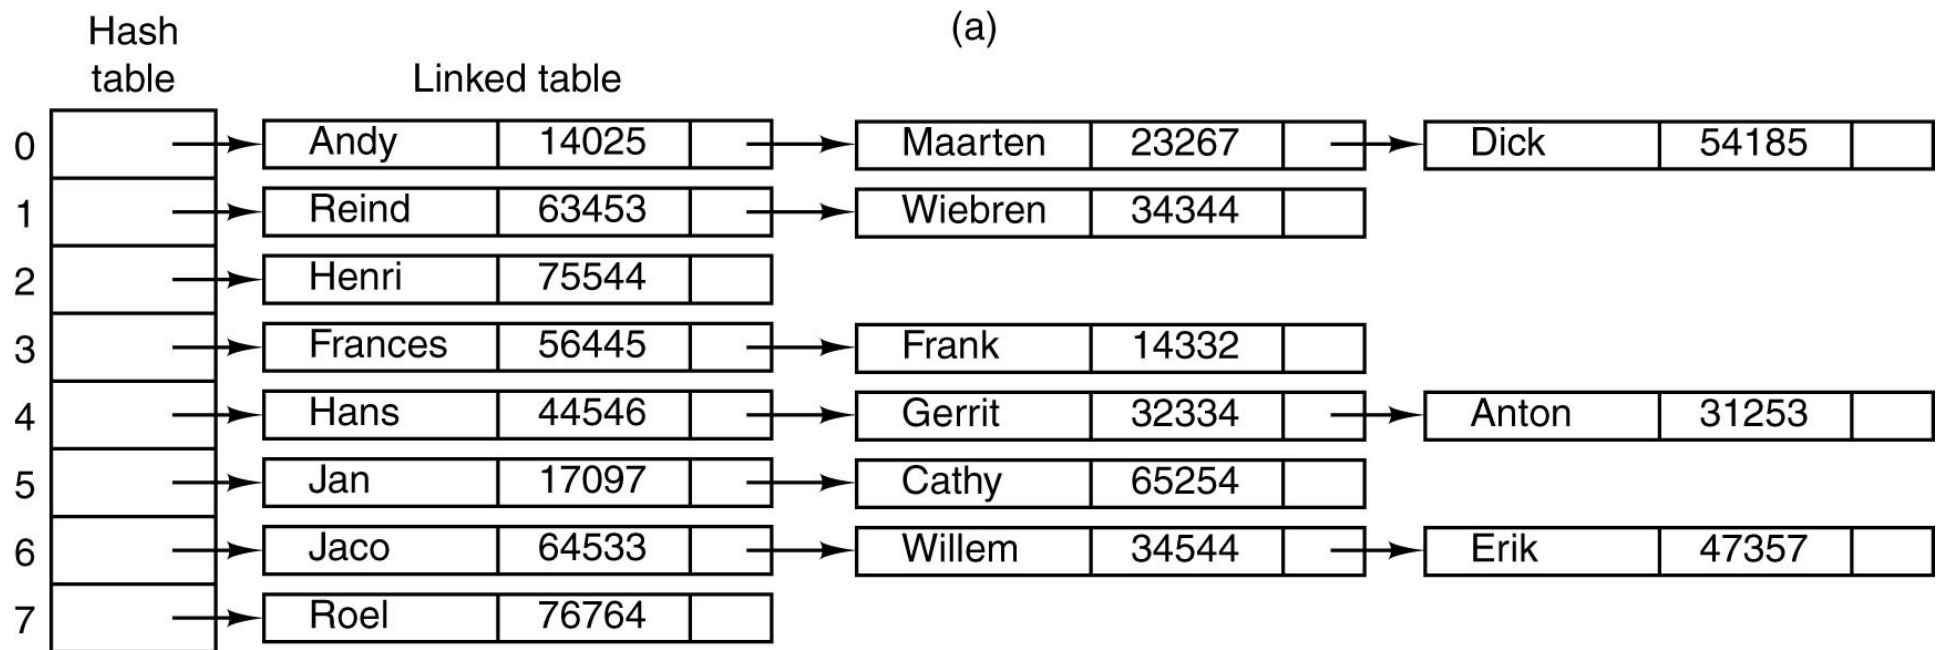 (a)
Hash
table
Linked table
0 Andy 14025 Maarten 23267 Dick 54185
1 Reind 63453 Wiebren 34344
2 Henri 75544
3 Frances 56445 Frank 14332
4 Hans 44546 Gerrit 32334 Anton 31253
5 Jan 17097 Cathy 65254
6 Jaco 64533 Willem 34544 Erik 47357
7 Roel 76764